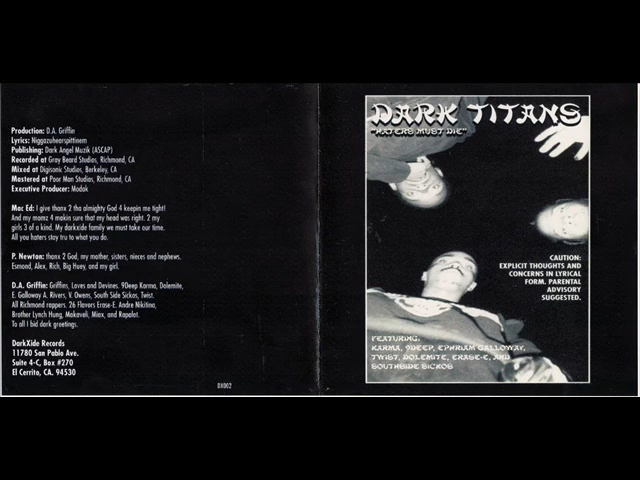 Production: D.A. Griffin
Lyrics: Niggazuhearspittinem
Publishing: Dark Angel Muzik (ASCAP)
Recorded at Gray Beard Studios, Richmond, CA
Mixed at Digisonic Studios, Berkeley, CA
Mastered at Poor Man Studios, Richmond, CA
Executive Producer: Modak
Mac Ed: I give thanx 2 tha almighty God 4 keepin me tight!
And my momz 4 makin sure that my head was right. 2 my
girls 3 of a kind. My darkxide family we must take our time.
All you haters stay tru to what you do.
P. Newton: thanx 2 God, my mother, sisters, nieces and nephews.
Esmond, Alex, Rich, Big Huey, and my girl.
D.A. Griffin: Griffins, Loves and Devines, 9Deep Karma, Dolemite,
E. Galloway A. Rivers, V. Owens, South Side Sickos, Twist.
All Richmond rappers. 26 Flavors Erase-E. Andre Nikitina,
Brother Lynch Hung, Makaveli, Miex, and Rapalot.
To all I bid dark greetings.
DarkXide Records
11780 San Pablo Ave.
Suite 4-C, Box #270
El Cerrito, CA. 94530
DX002
DARK TITANS
"HATERS MUST DIE"
CAUTION:
EXPLICIT THOUGHTS AND
CONCERNS IN LYRICAL
FORM. PARENTAL
ADVISORY
SUGGESTED.
FEATURING:
KARMA, 9DEEP, EPHRIAM GALLOWAY,
TWIST, DOLEMITE, ERASE-E, AND
SOUTHSIDE SICKOS